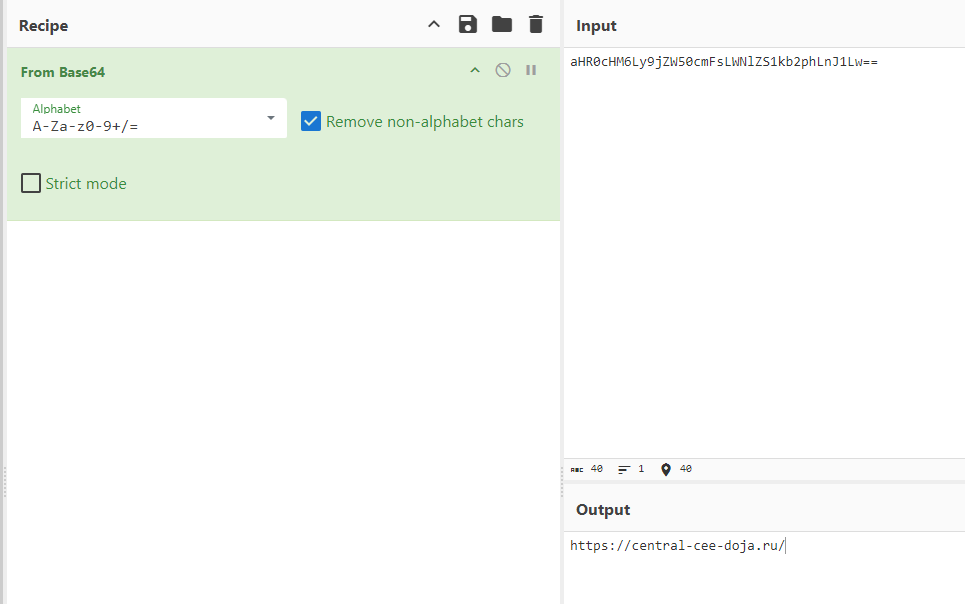 Recipe
From Base64
Alphabet
A-Za-z0-9+/=
Remove non-alphabet chars
Strict mode
Input
aHR0cHM6Ly9jZW50cmFsLWNlZS1kb2phLnJ1Lw==
ABC 40 1 40
Output
https://central-cee-doja.ru/